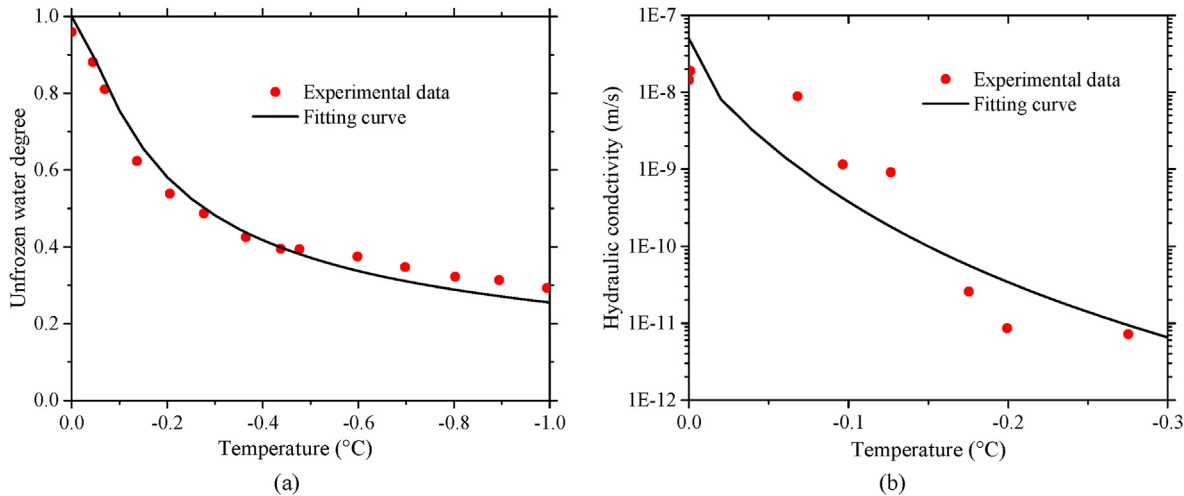 1.0
0.8
0.6
0.4
0.2
0.0
Unfrozen water degree
Experimental data
Fitting curve
0.0 -0.2 -0.4 -0.6 -0.8 -1.0
Temperature (°C)
(a)
1E-7
1E-8
1E-9
1E-10
1E-11
1E-12
Hydraulic condctivity (m/s)
Experimental data
Fitting curve
0.0 -0.1 -0.2 -0.3
Temperature (°C)
(b)